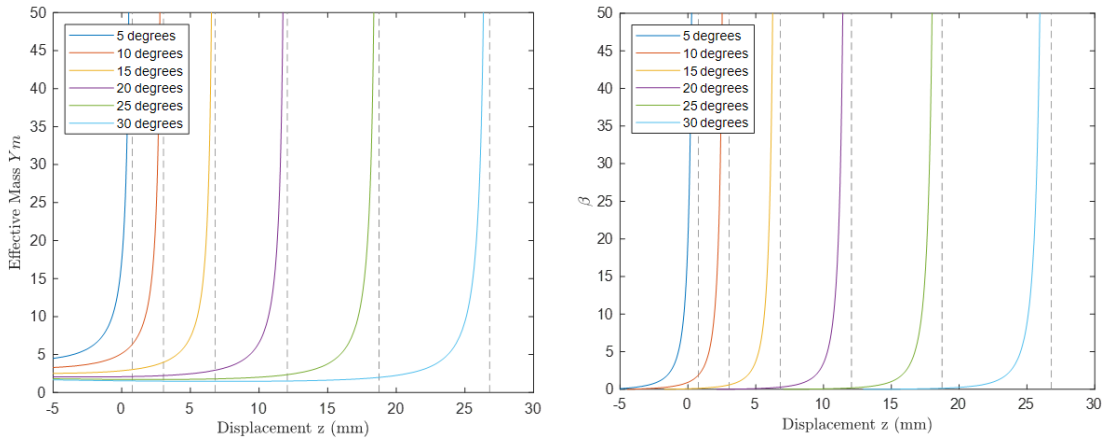 50
45
40
35
30
25
20
15
10
5
0
Effective Mass Ym
5 degrees
10 degrees
15 degrees
20 degrees
25 degrees
30 degrees
-5 0 5 10 15 20 25 30
Displacement z (mm)
50
45
40
35
30
25
20
15
10
5
0
β
5 degrees
10 degrees
15 degrees
20 degrees
25 degrees
30 degrees
-5 0 5 10 15 20 25 30
Displacement z (mm)